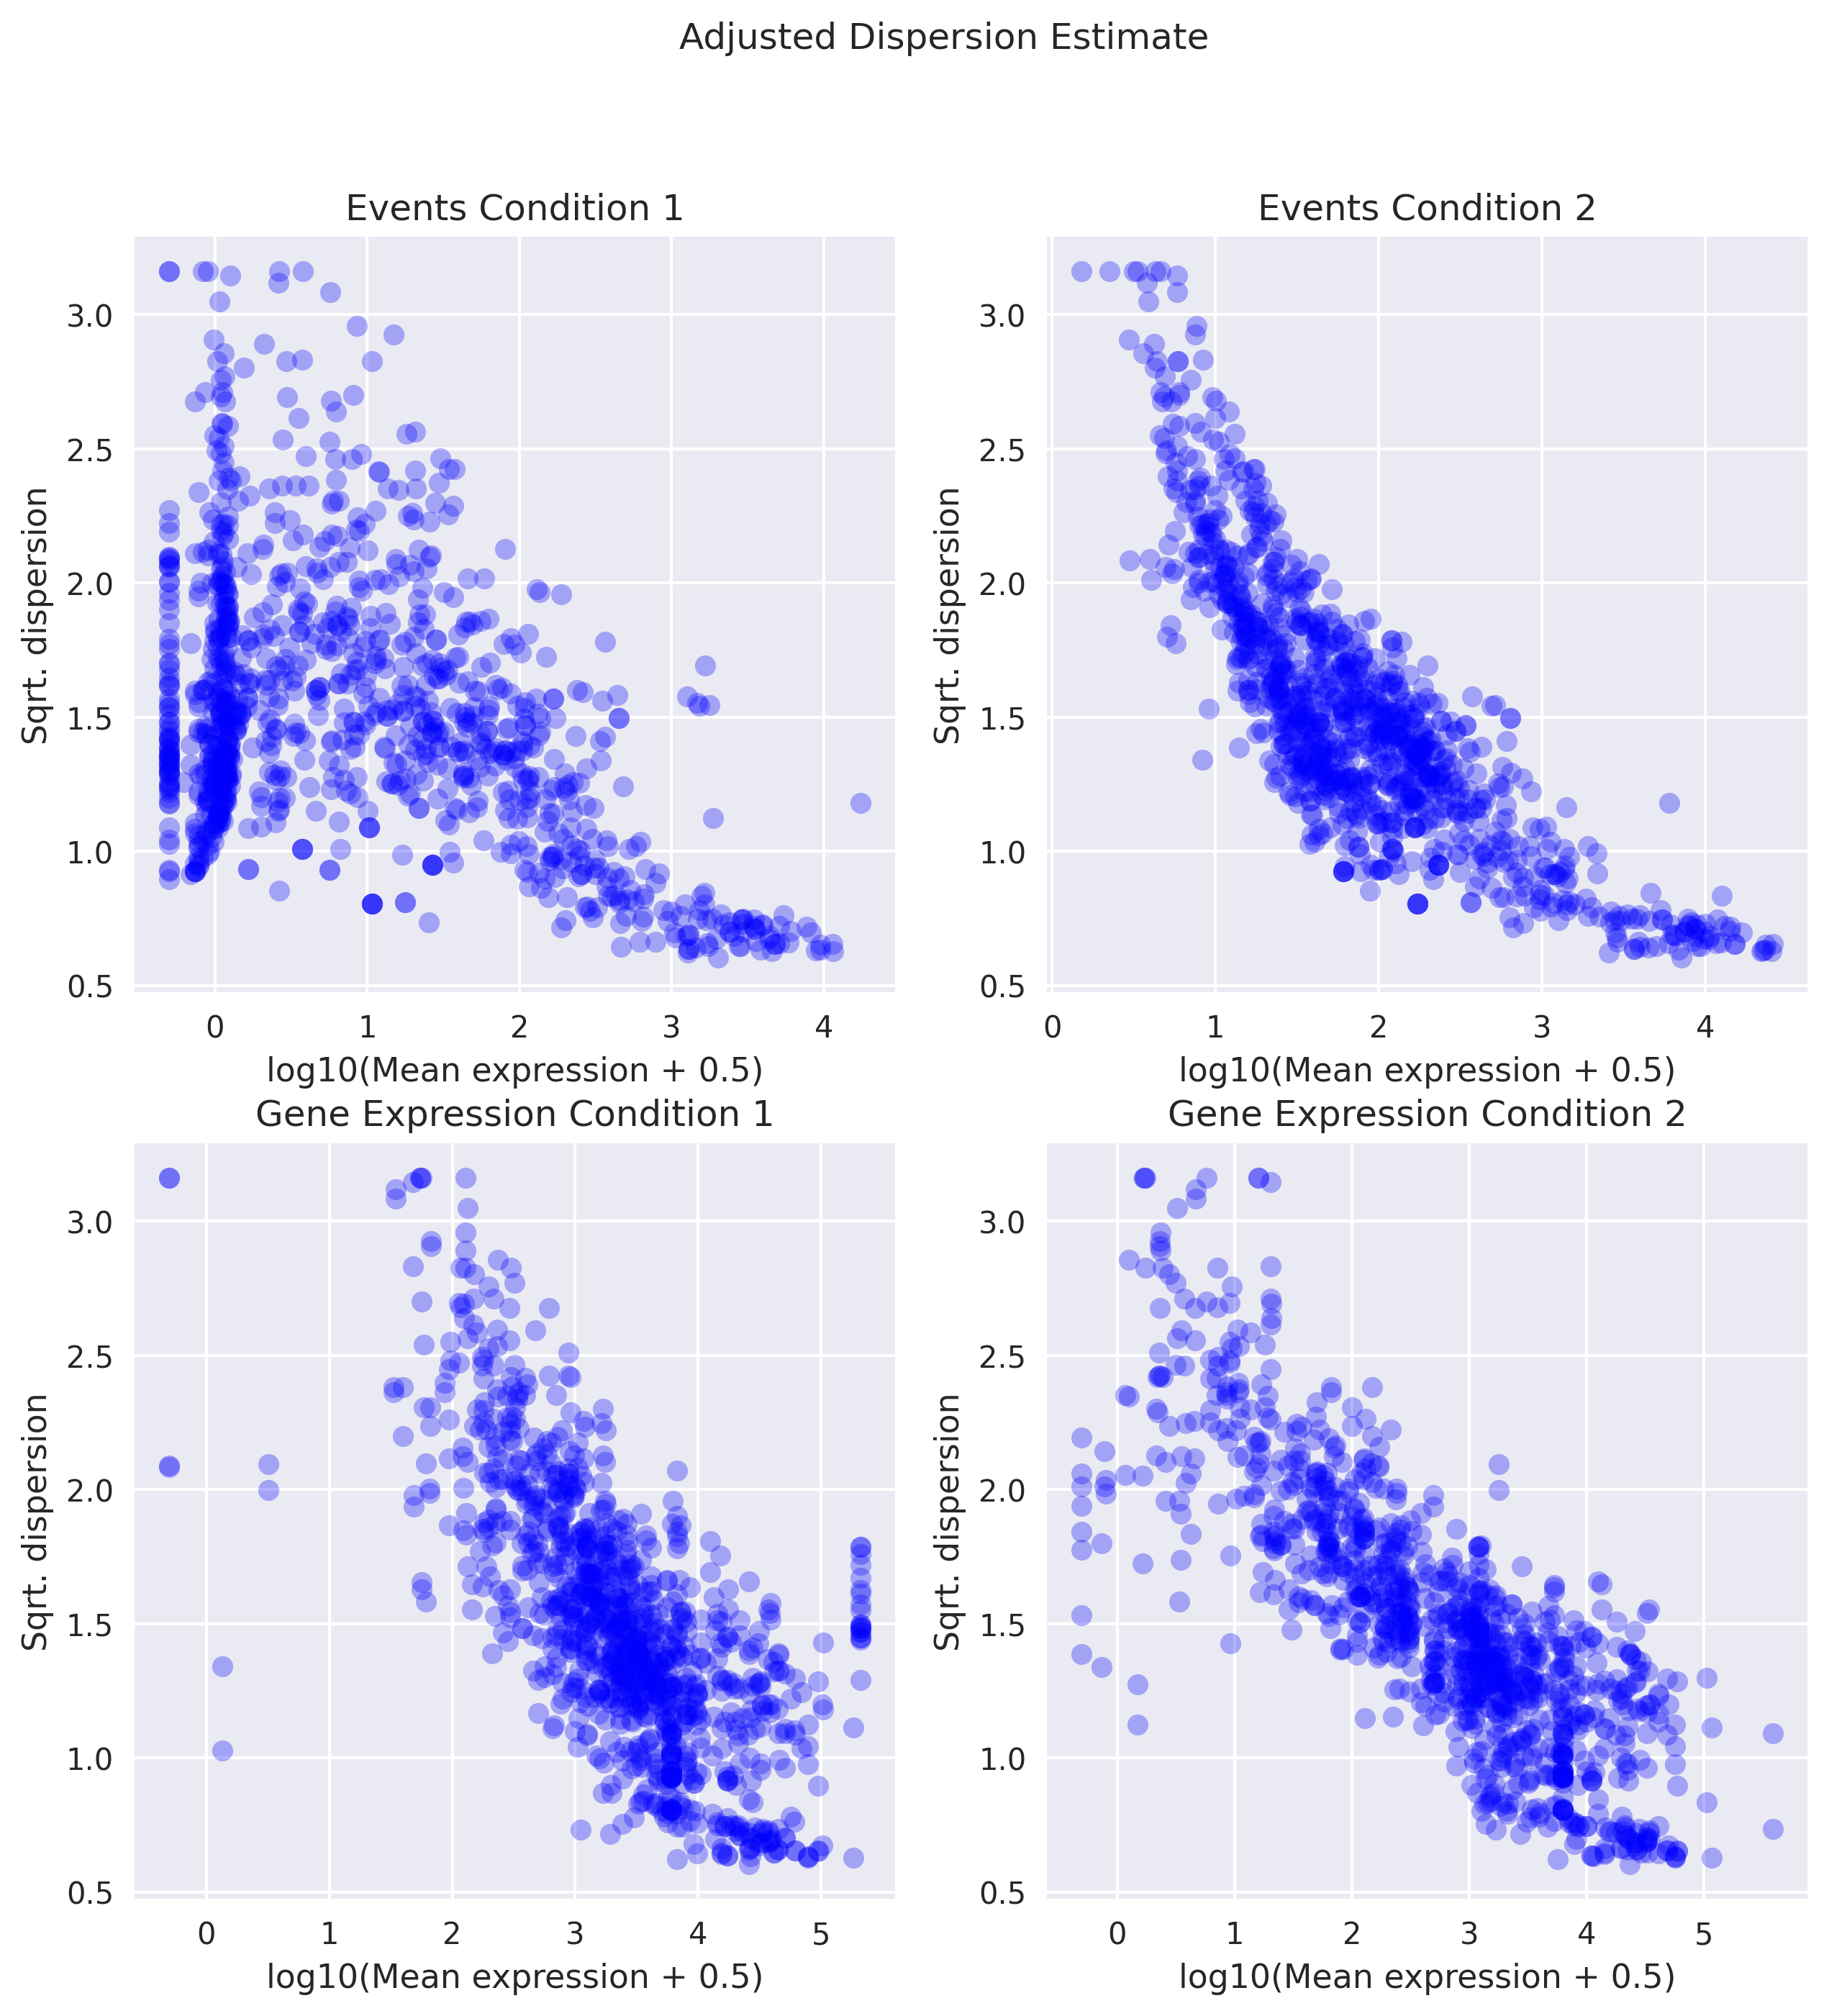 Adjusted Dispersion Estimate
Events Condition 1
3.0
2.5
2.0
1.5
1.0
0.5
Sqrt. dispersion
0 1 2 3 4
log10(Mean expression + 0.5)
Events Condition 2
3.0
2.5
2.0
1.5
1.0
0.5
Sqrt. dispersion
0 1 2 3 4
log10(Mean expression + 0.5)
Gene Expression Condition 1
3.0
2.5
2.0
1.5
1.0
0.5
Sqrt. dispersion
0 1 2 3 4 5
log10(Mean expression + 0.5)
Gene Expression Condition 2
3.0
2.5
2.0
1.5
1.0
0.5
Sqrt. dispersion
0 1 2 3 4 5
log10(Mean expression + 0.5)